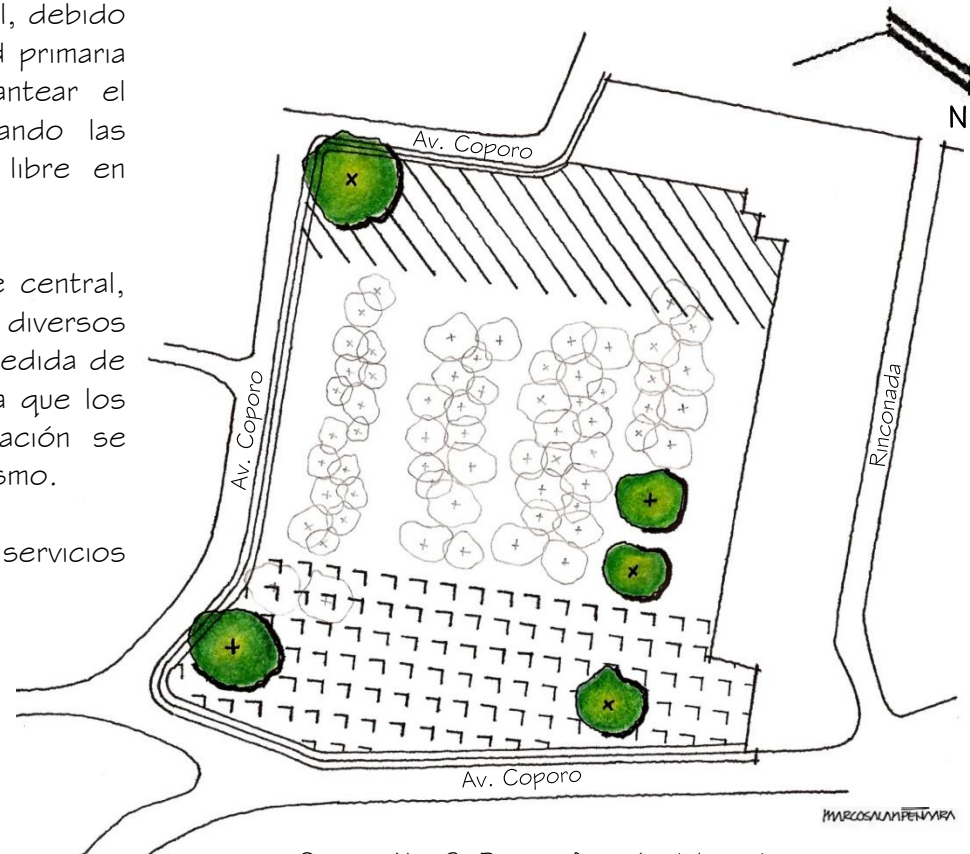 l, debido
d primaria
antear el
ando las
libre en
e central,
diversos
edida de
a que los
ación se
smo.
servicios
N
Av. Coporo
Av. Coporo
Rinconada
Av. Coporo